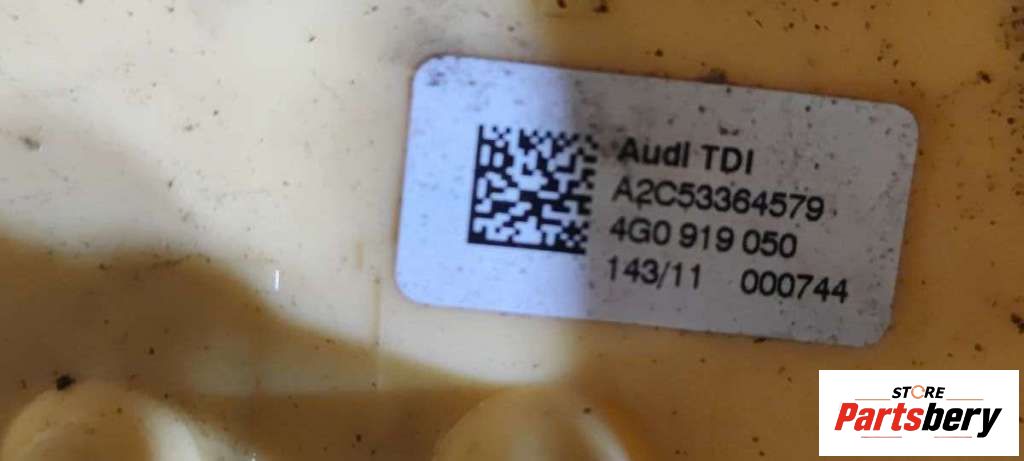 Audi TDI
A2C53364579
4G0 919 050
143/11 000744
STORE
Partsbery